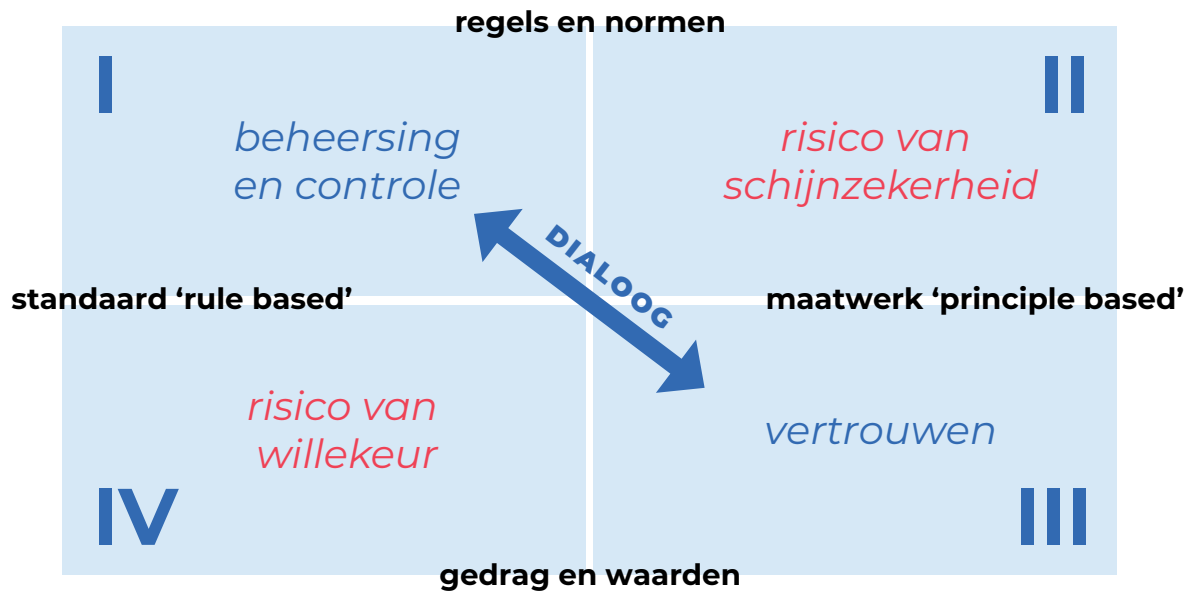 regels en normen
I
II
beheersing
en controle
risico van
schijnzekerheid
DIALOOG
standaard ‘rule based’
maatwerk ‘principle based’
risico van
willekeur
vertrouwen
IV
III
gedrag en waarden